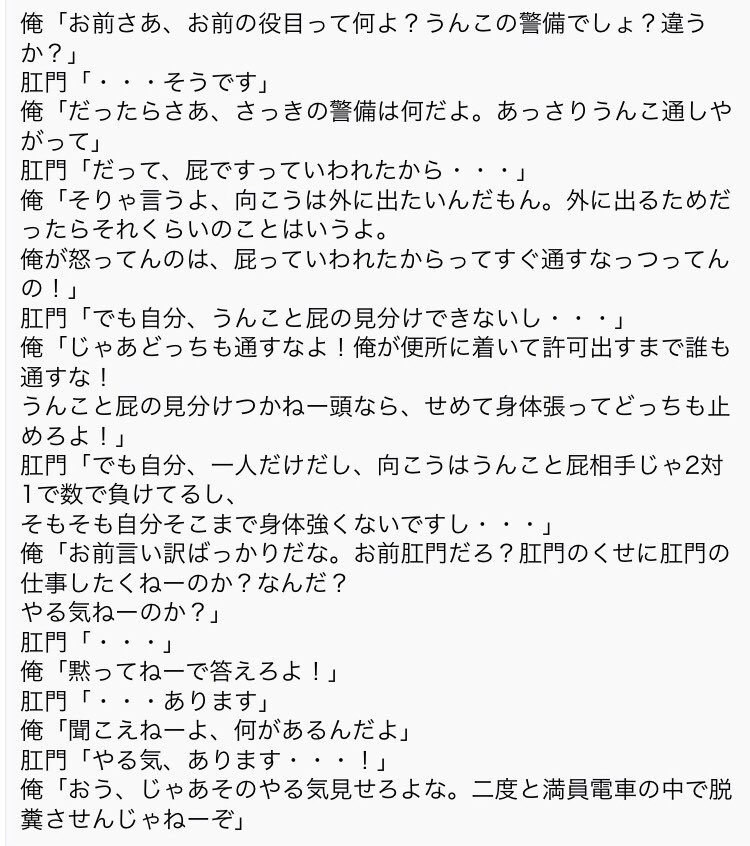 俺「お前さあ、お前の役目って何よ？うんこの警備でしょ？違う
か？」
肛門「・・・そうです」
俺「だったらさあ、さっきの警備は何だよ。あっさりうんこ通しや
がって」
肛門「だって、屁ですっていわれたから・・・」
俺「そりゃ言うよ、向こうは外に出たいんだもん。外に出るためだ
ったらそれくらいのことはいうよ。
俺が怒ってんのは、屁っていわれたからってすぐ通すなっつってん
の！」
肛門「でも自分、うんこと屁の見分けできないし・・・」
俺「じゃあどっちも通すなよ！俺が便所に着いて許可出すまで誰も
通すな！
うんこと屁の見分けつかねー頭なら、せめて身体張ってどっちも止
めろよ！」
肛門「でも自分、一人だけだし、向こうはうんこと屁相手じゃ2対
1で数で負けてるし、
そもそも自分そこまで身体強くないですし・・・」
俺「お前言い訳ばっかりだな。お前肛門だろ？肛門のくせに肛門の
仕事したくねーのか？なんだ？
やる気ねーのか？」
肛門「・・・」
俺「黙ってねーで答えろよ！」
肛門「・・・あります」
俺「聞こえねーよ、何があるんだよ」
肛門「やる気、あります・・・！」
俺「おう、じゃあそのやる気見せろよな。二度と満員電車の中で脱
糞させんじゃねーぞ」